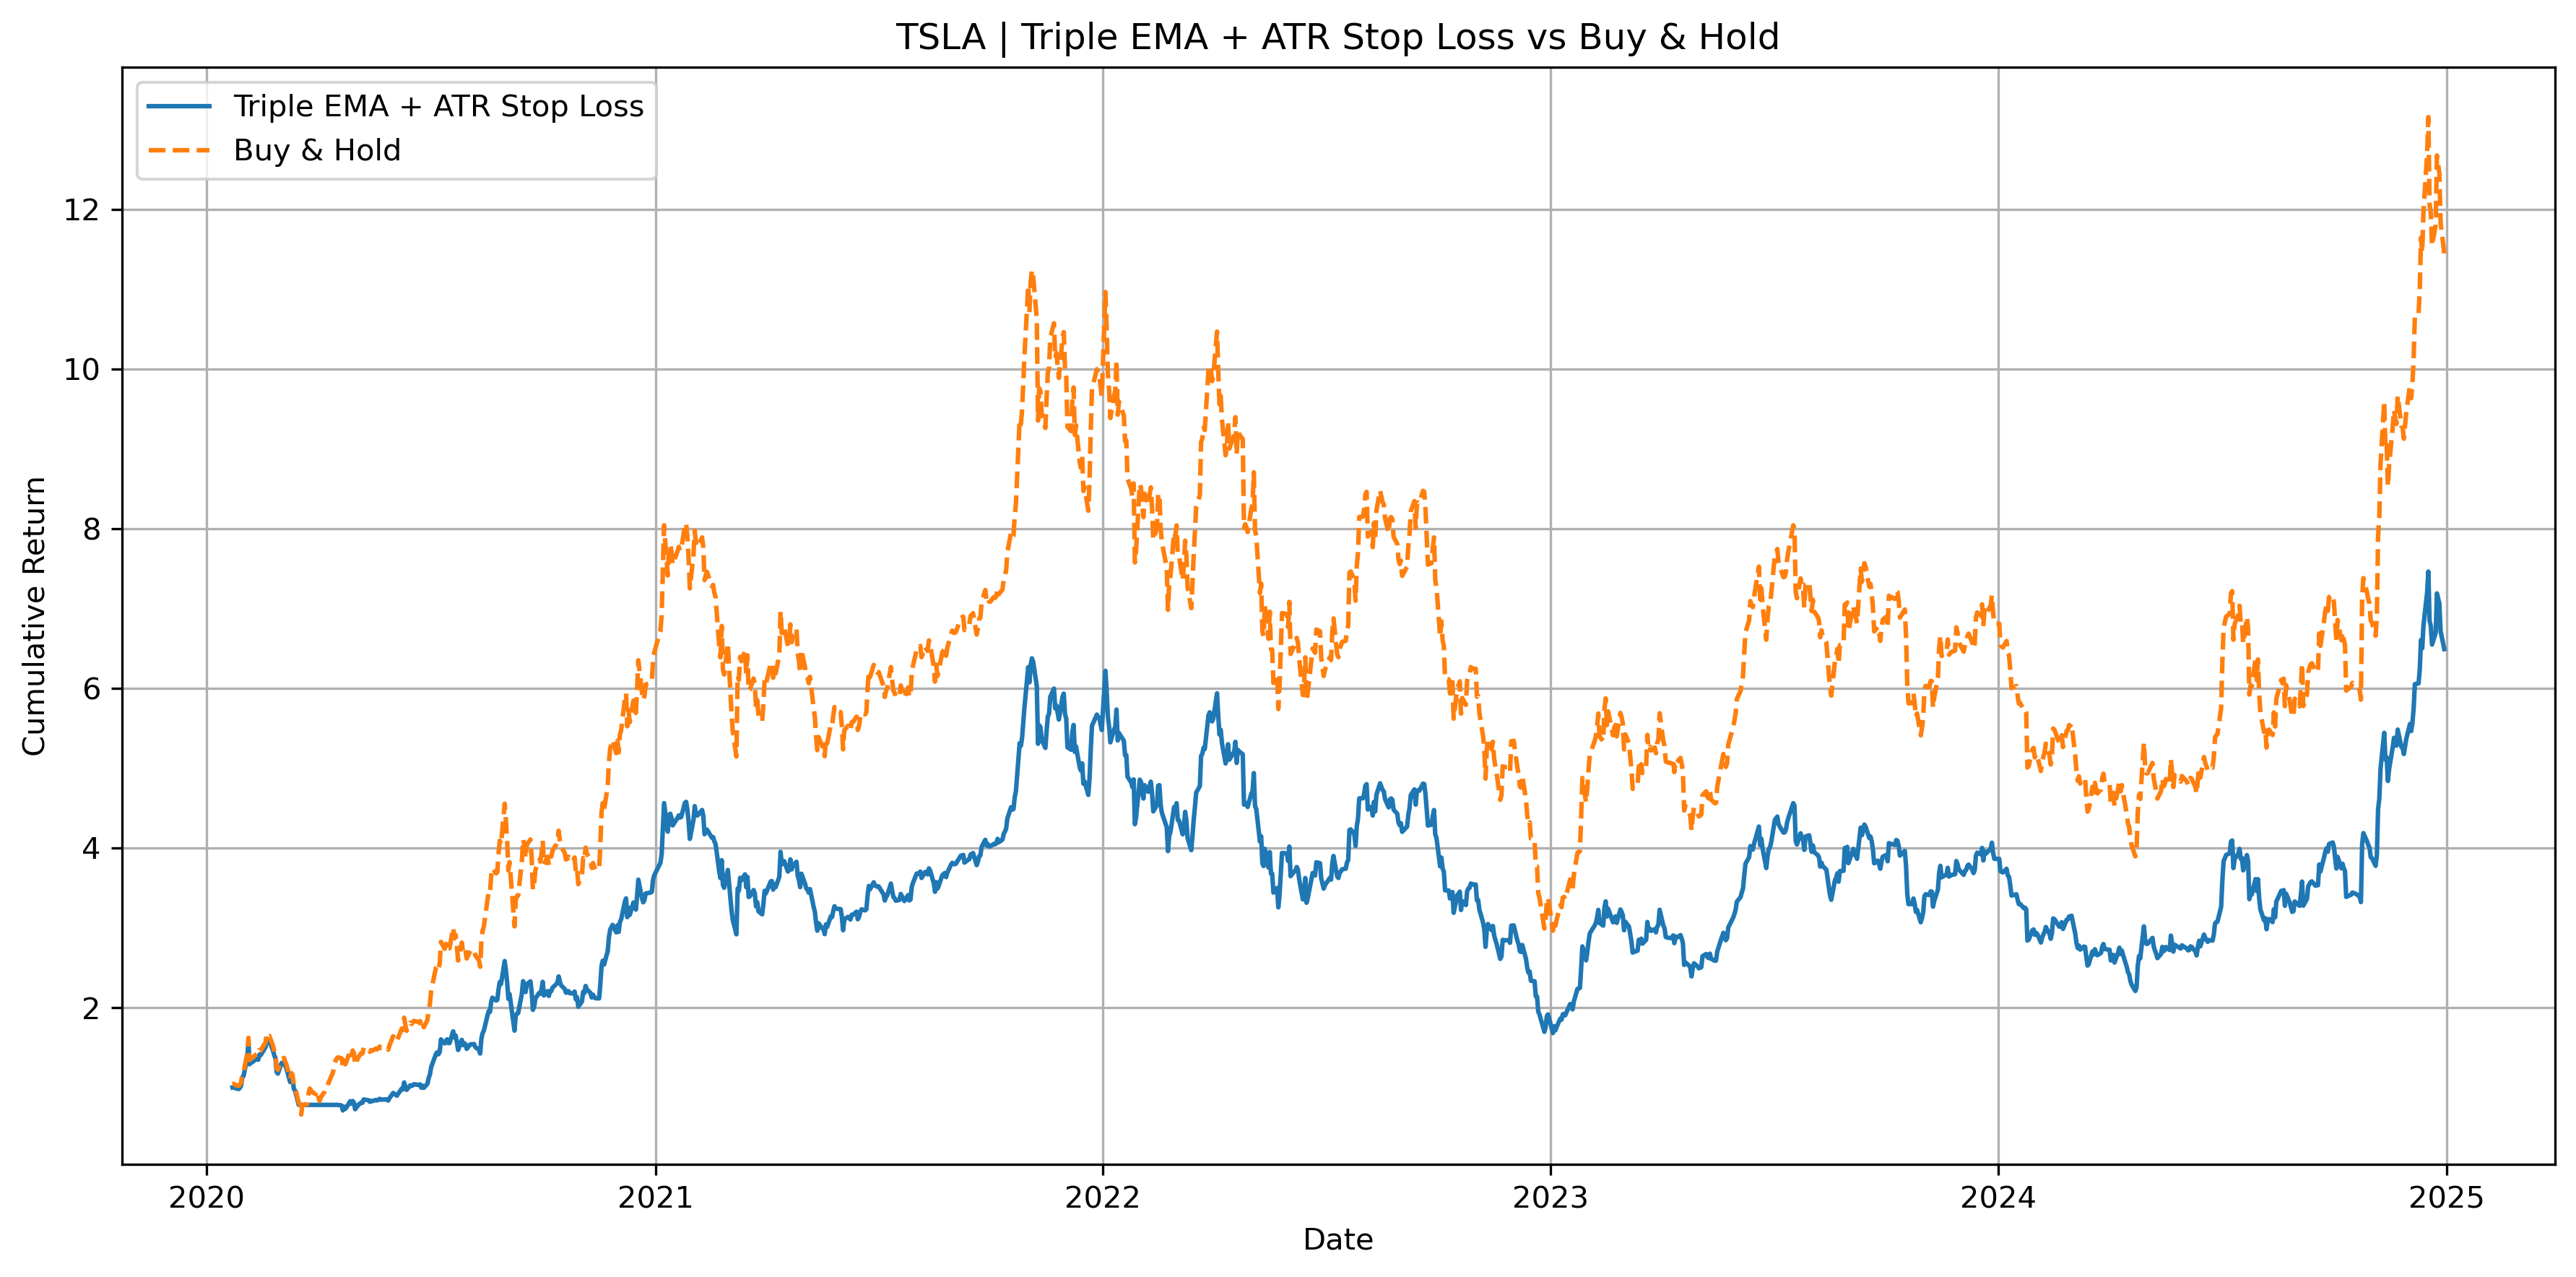 TSLA | Triple EMA + ATR Stop Loss vs Buy & Hold
Triple EMA + ATR Stop Loss
Buy & Hold
12
10
8
6
4
2
Cumulative Return
2020
2021
2022
2023
2024
2025
Date